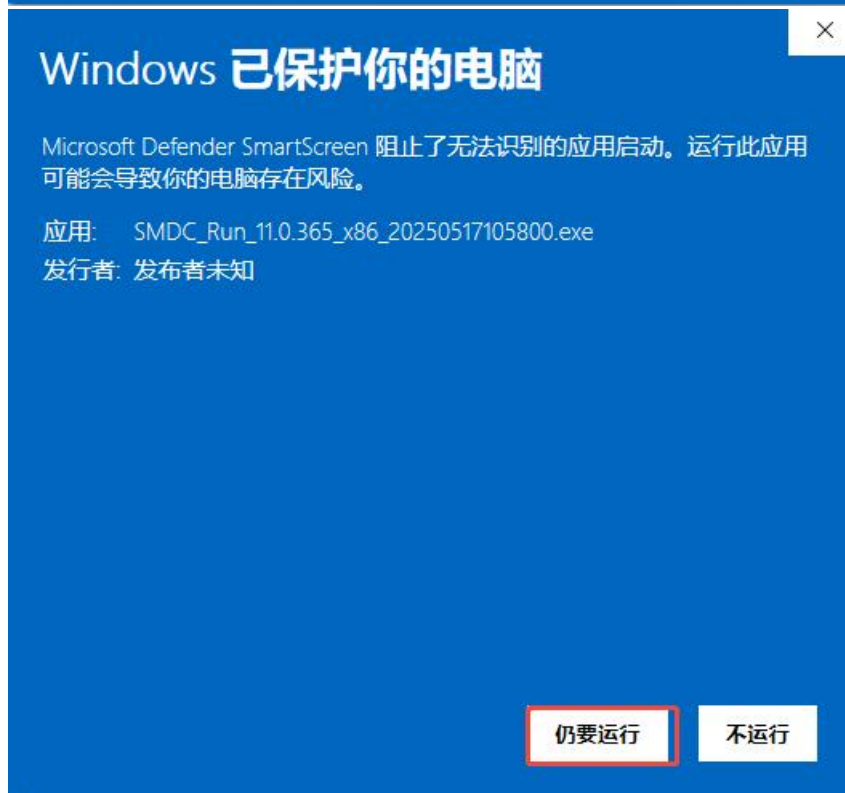 Windows 已保护你的电脑
Microsoft Defender SmartScreen 阻止了无法识别的应用启动。运行此应用
可能会导致你的电脑存在风险。
应用: SMDC_Run_11.0.365_x86_20250517105800.exe
发行者: 发布者未知
仍要运行 不运行